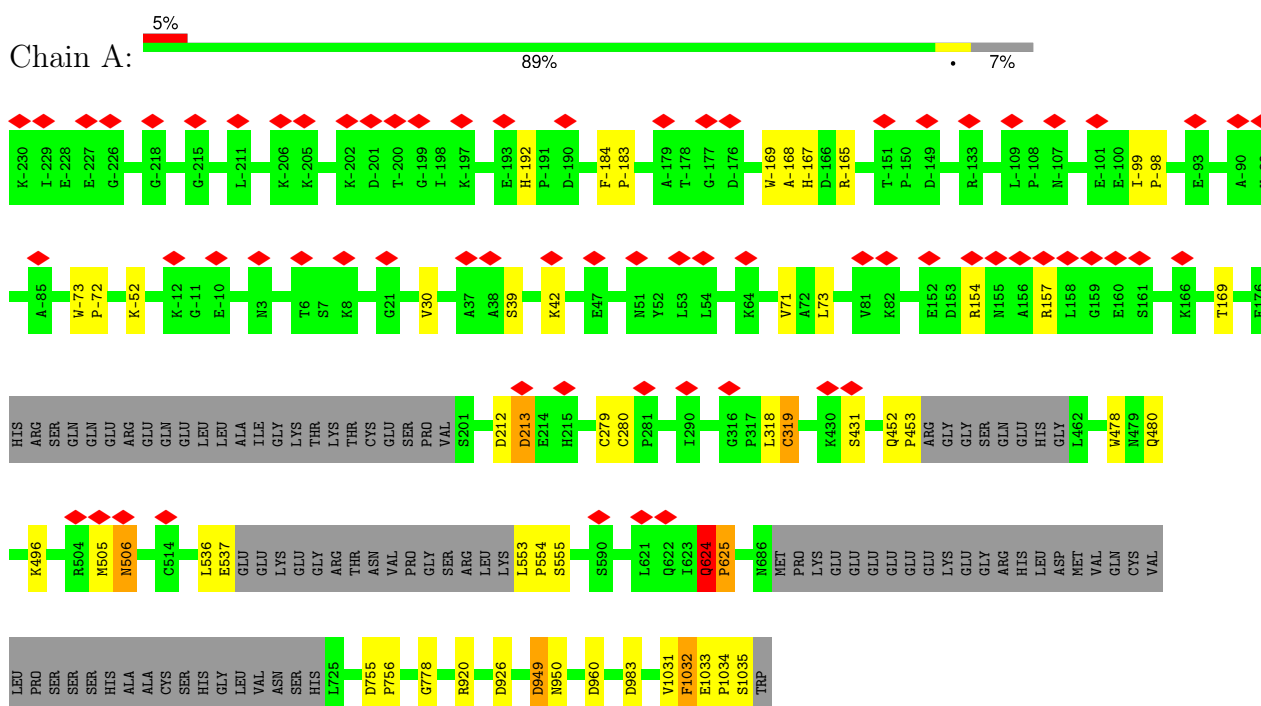 5%
Chain A:
89% • 7%
K-230 I-229 E-228 E-227 G-226 G-218 G-215 L-211 K-206 K-205 K-202 D-201 T-200 G-199 I-198 K-197 E-193 H-192 P-191 D-190 F-184 P-183 A-179 T-178 G-177 D-176 W-169 A-168 H-167 D-166 R-165 T-151 P-150 D-149 R-133 L-109 P-108 N-107 E-101 E-100 I-99 P-98 E-93 A-90
A-85 W-73 P-72 K-52 K-12 G-11 E-10 N3 T6 S7 K8 G21 V30 A37 A38 S39 K42 E47 N51 Y52 L53 L54 K64 V71 A72 L73 V81 K82 E152 D153 R154 N155 A156 R157 L158 G159 E160 S161 K166 T169 E176
HIS ARG SER GLN GLN GLU ARG GLU GLN GLU LEU LEU ALA ILE GLY LYS THR LYS THR CYS GLU SER PRO VAL S201 D212 D213 E214 H215 C279 C280 P281 I290 G316 P317 L318 C319 K430 S431 Q452 P453 ARG GLY GLY SER GLN GLU HIS GLY L462 W478 N479 Q480
K496 R504 M505 N506 C514 L536 E537 GLU GLU LYS GLU GLY ARG THR ASN VAL PRO GLY SER ARG LEU LYS L553 P554 S555 S590 L621 Q622 I623 Q624 P625 N686 MET PRO LYS GLU GLU GLU GLU GLU GLU LYS GLU GLY ARG HIS LEU ASP MET VAL GLN CYS VAL
LEU PRO SER SER SER HIS ALA ALA CYS SER HIS GLY LEU VAL ASN SER HIS L725 D755 P756 G778 R920 D926 D949 N950 D960 D983 V1031 F1032 E1033 P1034 S1035 TRP